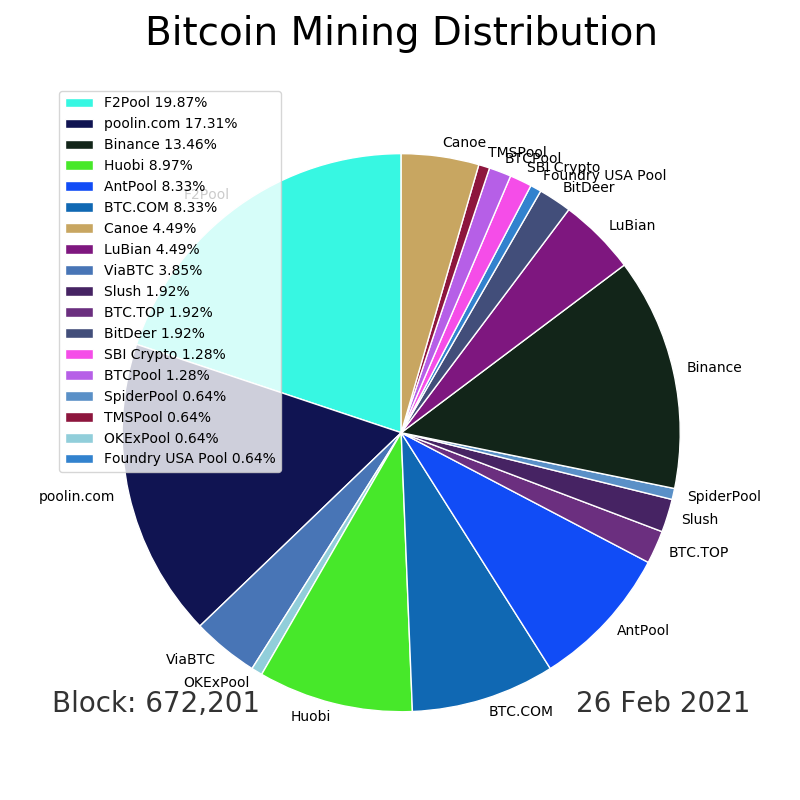 Bitcoin Mining Distribution
F2Pool 19.87%
poolin.com 17.31%
Binance 13.46%
Huobi 8.97%
AntPool 8.33%
BTC.COM 8.33%
Canoe 4.49%
LuBian 4.49%
ViaBTC 3.85%
Slush 1.92%
BTC.TOP 1.92%
BitDeer 1.92%
SBI Crypto 1.28%
BTCPool 1.28%
SpiderPool 0.64%
TMSPool 0.64%
OKExPool 0.64%
Foundry USA Pool 0.64%
Canoe
TMSPool
BTCPool
SBI Crypto
Foundry USA Pool
BitDeer
LuBian
Binance
SpiderPool
Slush
BTC.TOP
AntPool
BTC.COM
Huobi
OKExPool
ViaBTC
poolin.com
F2Pool
Block: 672,201
26 Feb 2021